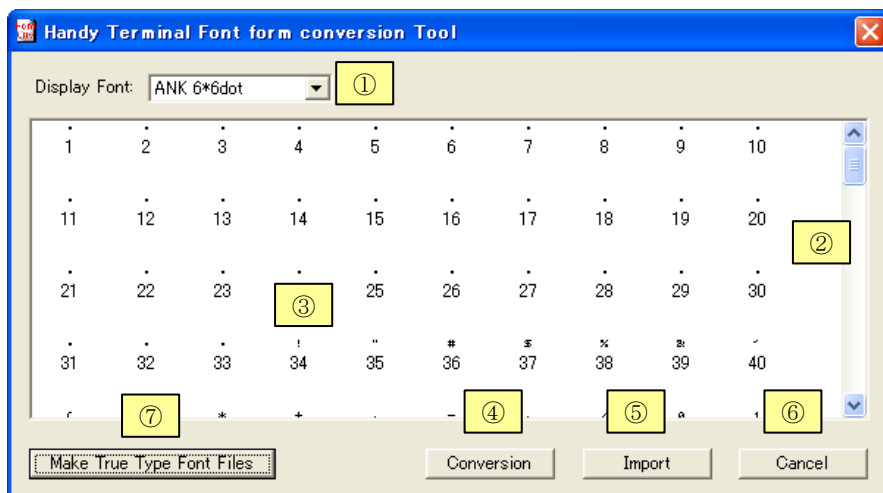 Handy Terminal Font form conversion Tool
Display Font: ANK 6*6dot ①
1 2 3 4 5 6 7 8 9 10
11 12 13 14 15 16 17 18 19 20
②
21 22 23 ③ 25 26 27 28 29 30
! " # $ % & '
31 32 33 34 35 36 37 38 39 40
⑦ * + ④ ⑤ ⑥
Make True Type Font Files Conversion Import Cancel